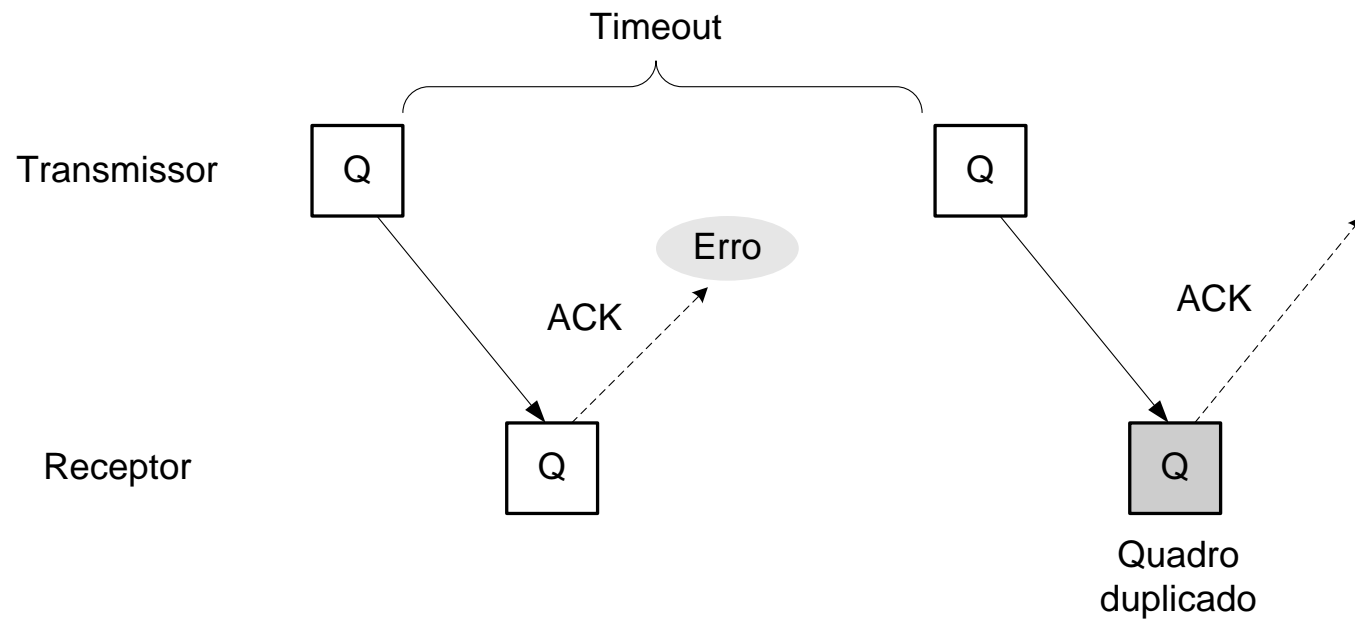 Timeout
Transmissor
Q
Q
Erro
ACK
ACK
Receptor
Q
Q
Quadro
duplicado